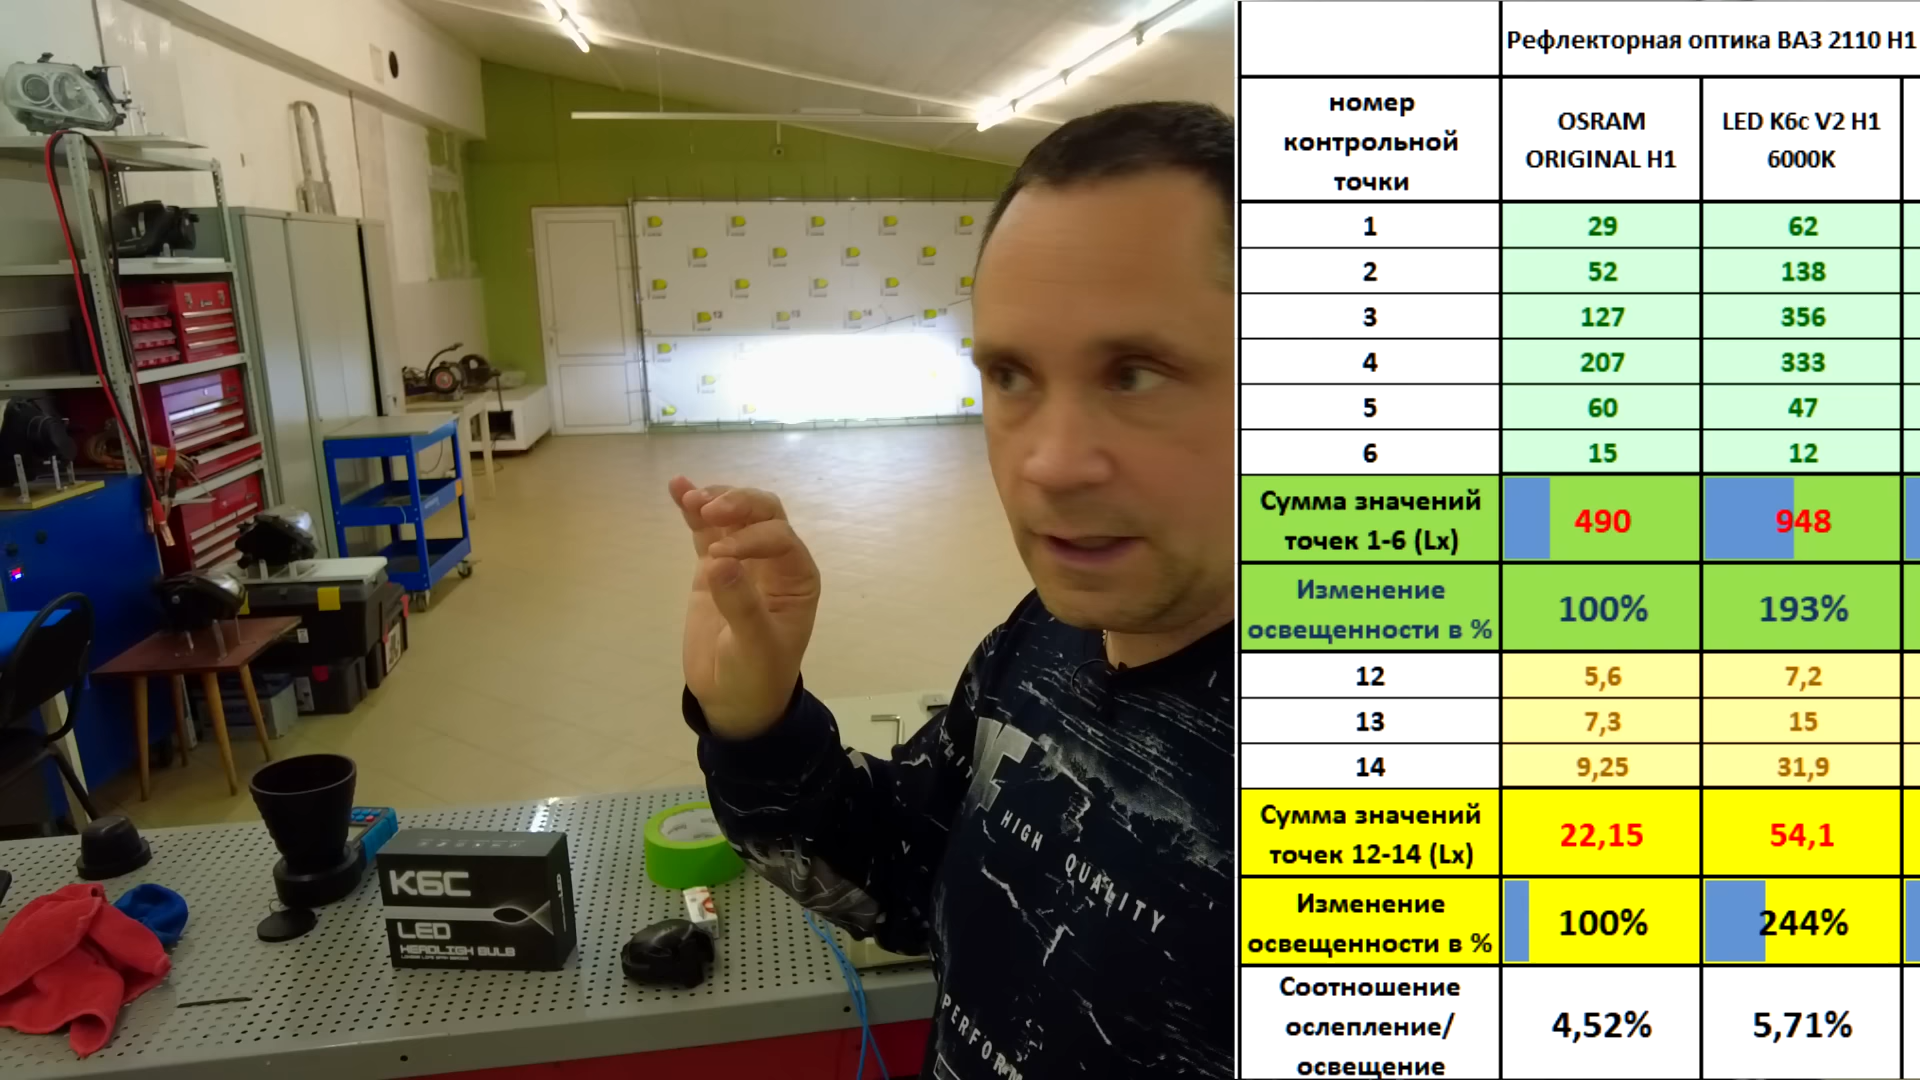 Рефлекторная оптика ВАЗ 2110 H1
номер
контрольной
точки
OSRAM
ORIGINAL H1
LED K6c V2 H1
6000K
1 29 62
2 52 138
3 127 356
4 207 333
5 60 47
6 15 12
Сумма значений
точек 1-6 (Lx)
490 948
Изменение
освещенности в %
100% 193%
12 5,6 7,2
13 7,3 15
14 9,25 31,9
Сумма значений
точек 12-14 (Lx)
22,15 54,1
Изменение
освещенности в %
100% 244%
Соотношение
ослепление/
освещение
4,52% 5,71%
K6C
LED
HEADLIGH BULB
HIGH QUALITY